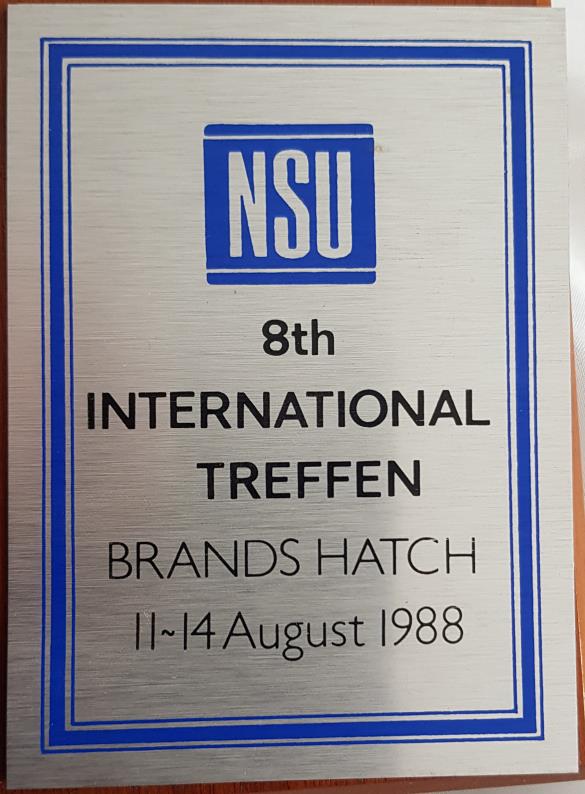 NSU
8th
INTERNATIONAL
TREFFEN
BRANDS HATCH
11~14 August 1988